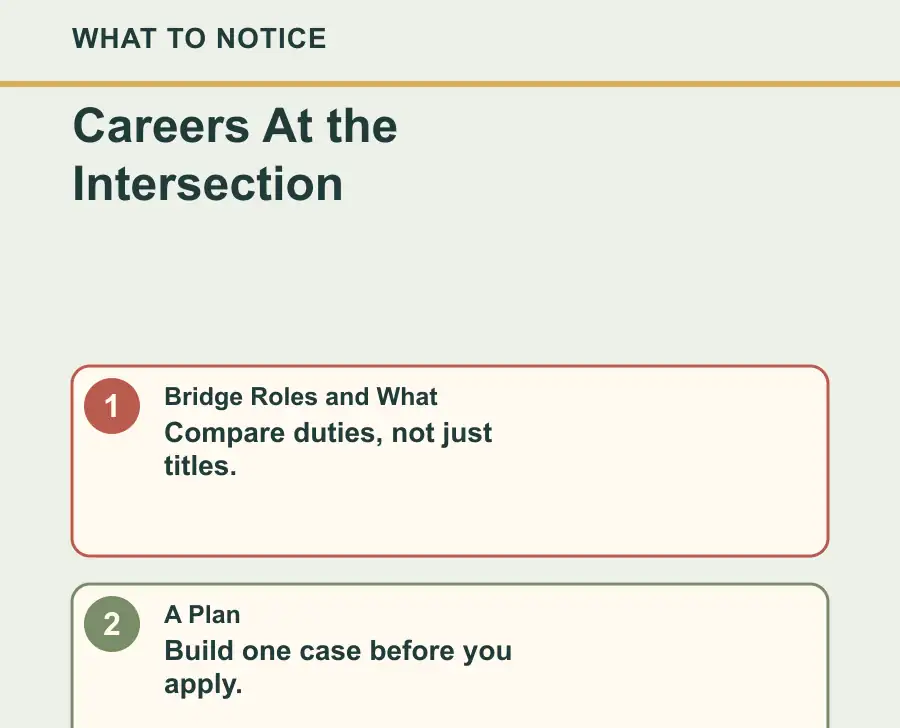 WHAT TO NOTICE
Careers At the
Intersection
1
Bridge Roles and What
Compare duties, not just
titles.
2
A Plan
Build one case before you
apply.